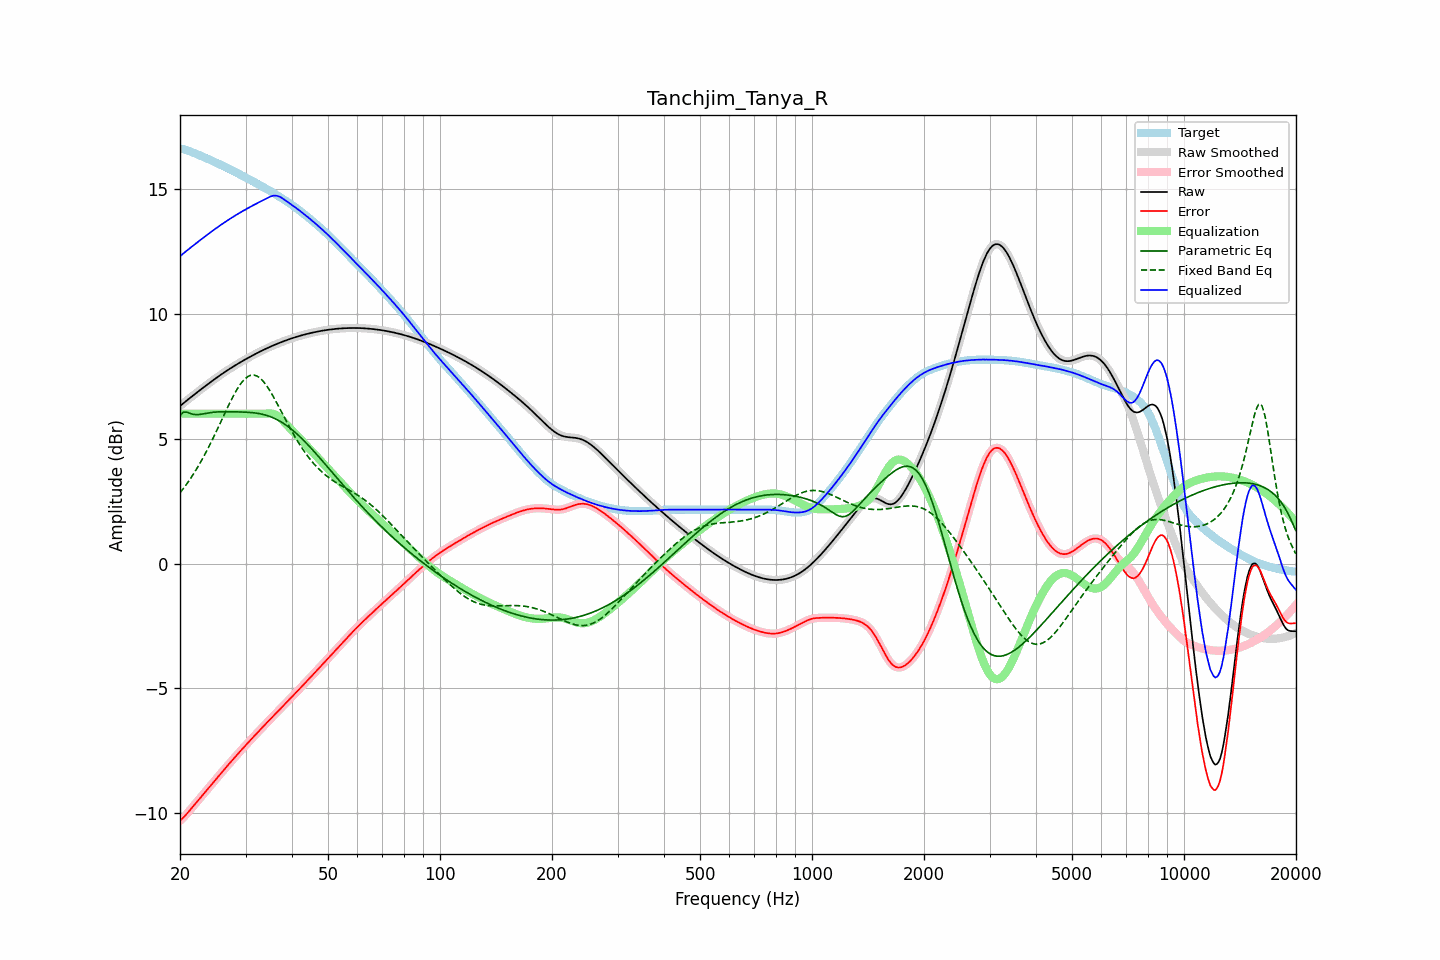 Tanchjim_Tanya_R
Target
Raw Smoothed
Error Smoothed
Raw
Error
Equalization
Parametric Eq
Fixed Band Eq
Equalized
Amplitude (dBr)
15
10
5
0
−5
−10
20 50 100 200 500 1000 2000 5000 10000 20000
Frequency (Hz)